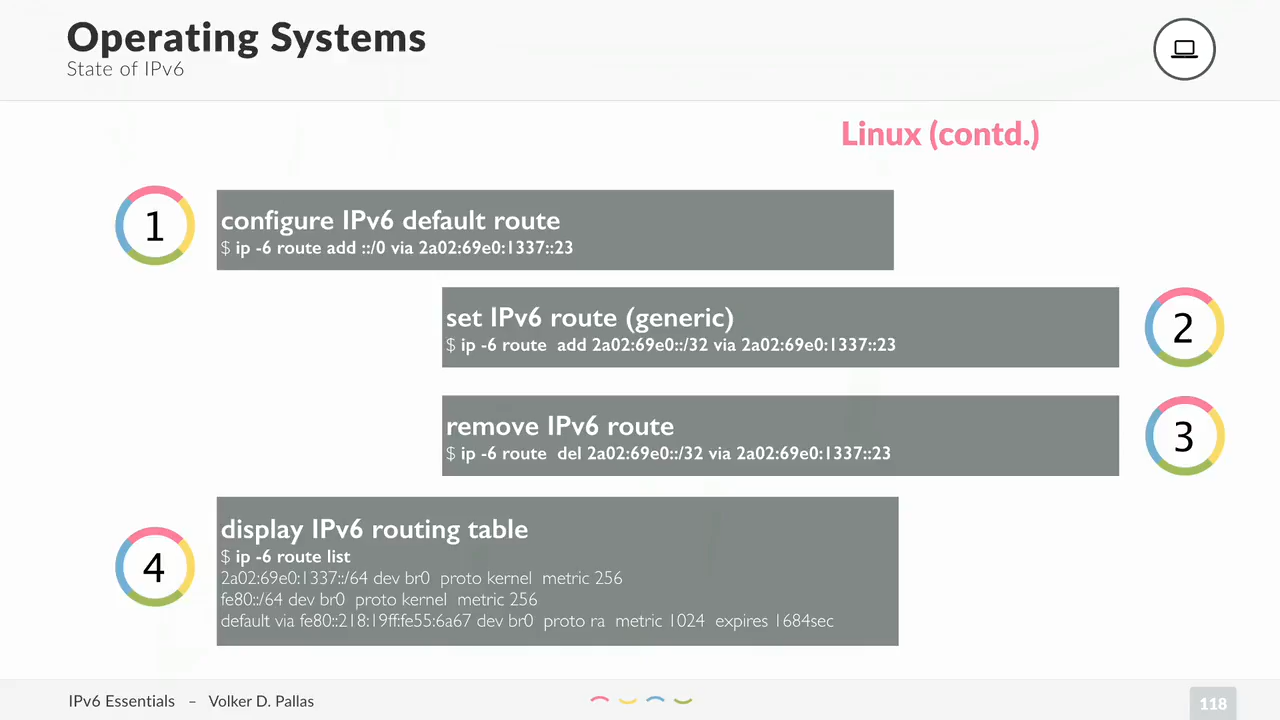 Operating Systems
State of IPv6
Linux (contd.)
1
configure IPv6 default route
$ ip -6 route add ::/0 via 2a02:69e0:1337::23
set IPv6 route (generic)
$ ip -6 route  add 2a02:69e0::/32 via 2a02:69e0:1337::23
2
remove IPv6 route
$ ip -6 route  del 2a02:69e0::/32 via 2a02:69e0:1337::23
3
4
display IPv6 routing table
$ ip -6 route list
2a02:69e0:1337::/64 dev br0  proto kernel  metric 256
fe80::/64 dev br0  proto kernel  metric 256
default via fe80::218:19ff:fe55:6a67 dev br0  proto ra  metric 1024  expires 1684sec
IPv6 Essentials – Volker D. Pallas
118